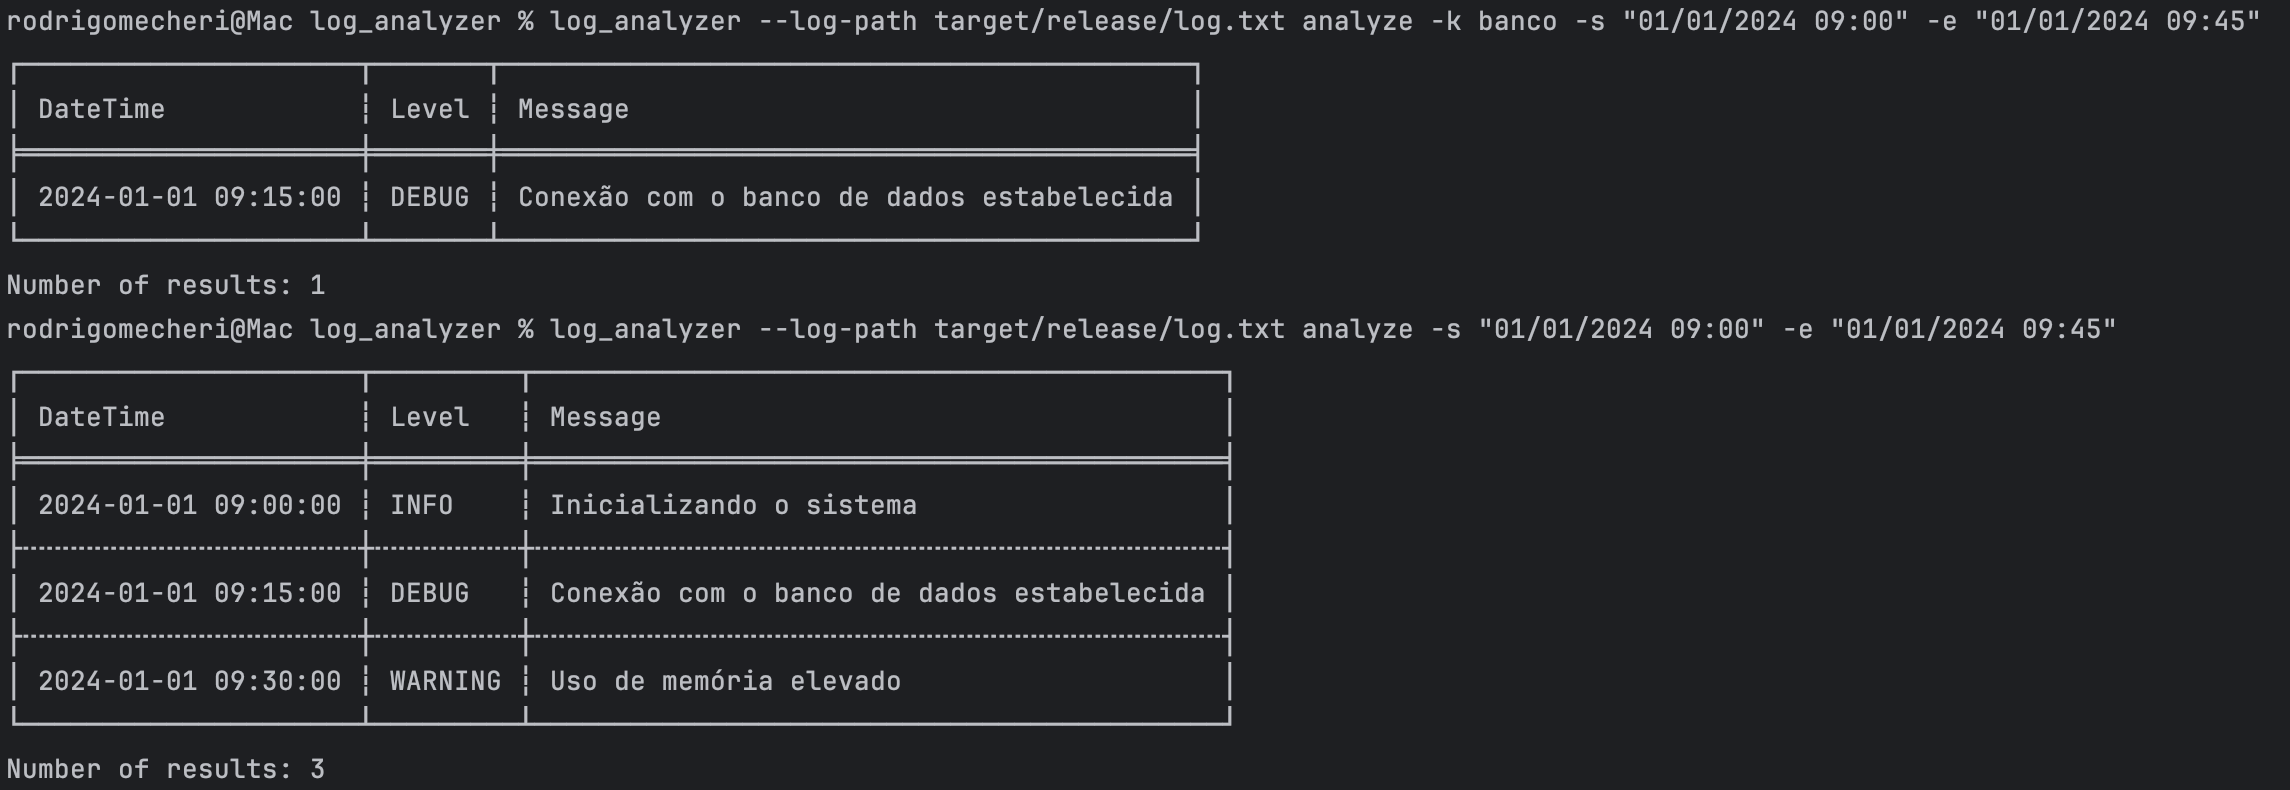 rodrigomecheri@Mac log_analyzer % log_analyzer --log-path target/release/log.txt analyze -k banco -s "01/01/2024 09:00" -e "01/01/2024 09:45"
DateTime Level Message
2024-01-01 09:15:00 DEBUG Conexão com o banco de dados estabelecida
Number of results: 1
rodrigomecheri@Mac log_analyzer % log_analyzer --log-path target/release/log.txt analyze -s "01/01/2024 09:00" -e "01/01/2024 09:45"
DateTime Level Message
2024-01-01 09:00:00 INFO Inicializando o sistema
2024-01-01 09:15:00 DEBUG Conexão com o banco de dados estabelecida
2024-01-01 09:30:00 WARNING Uso de memória elevado
Number of results: 3